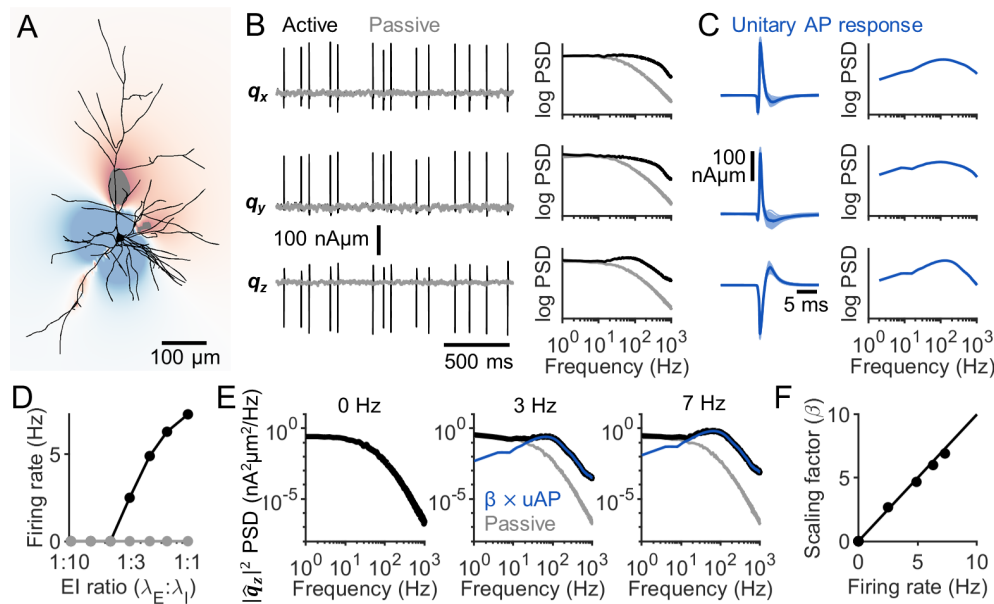 A
B
C
Active
Passive
Unitary AP response
q_x
q_y
q_z
log PSD
log PSD
log PSD
log PSD
log PSD
log PSD
100 nAμm
100
nAμm
5 ms
100 μm
500 ms
10^0 10^1 10^2 10^3
Frequency (Hz)
10^0 10^1 10^2 10^3
Frequency (Hz)
D
Firing rate (Hz)
5
0
1:10 1:3 1:1
EI ratio (λ_E:λ_I)
E
|q̂_z|^2 PSD (nA^2μm^2/Hz)
0 Hz
3 Hz
7 Hz
10^0
10^-5
10^0
10^-5
10^0
10^-5
β × uAP
Passive
10^0 10^1 10^2 10^3
Frequency (Hz)
10^0 10^1 10^2 10^3
Frequency (Hz)
10^0 10^1 10^2 10^3
Frequency (Hz)
F
Scaling factor (β)
10
5
0
0 5 10
Firing rate (Hz)